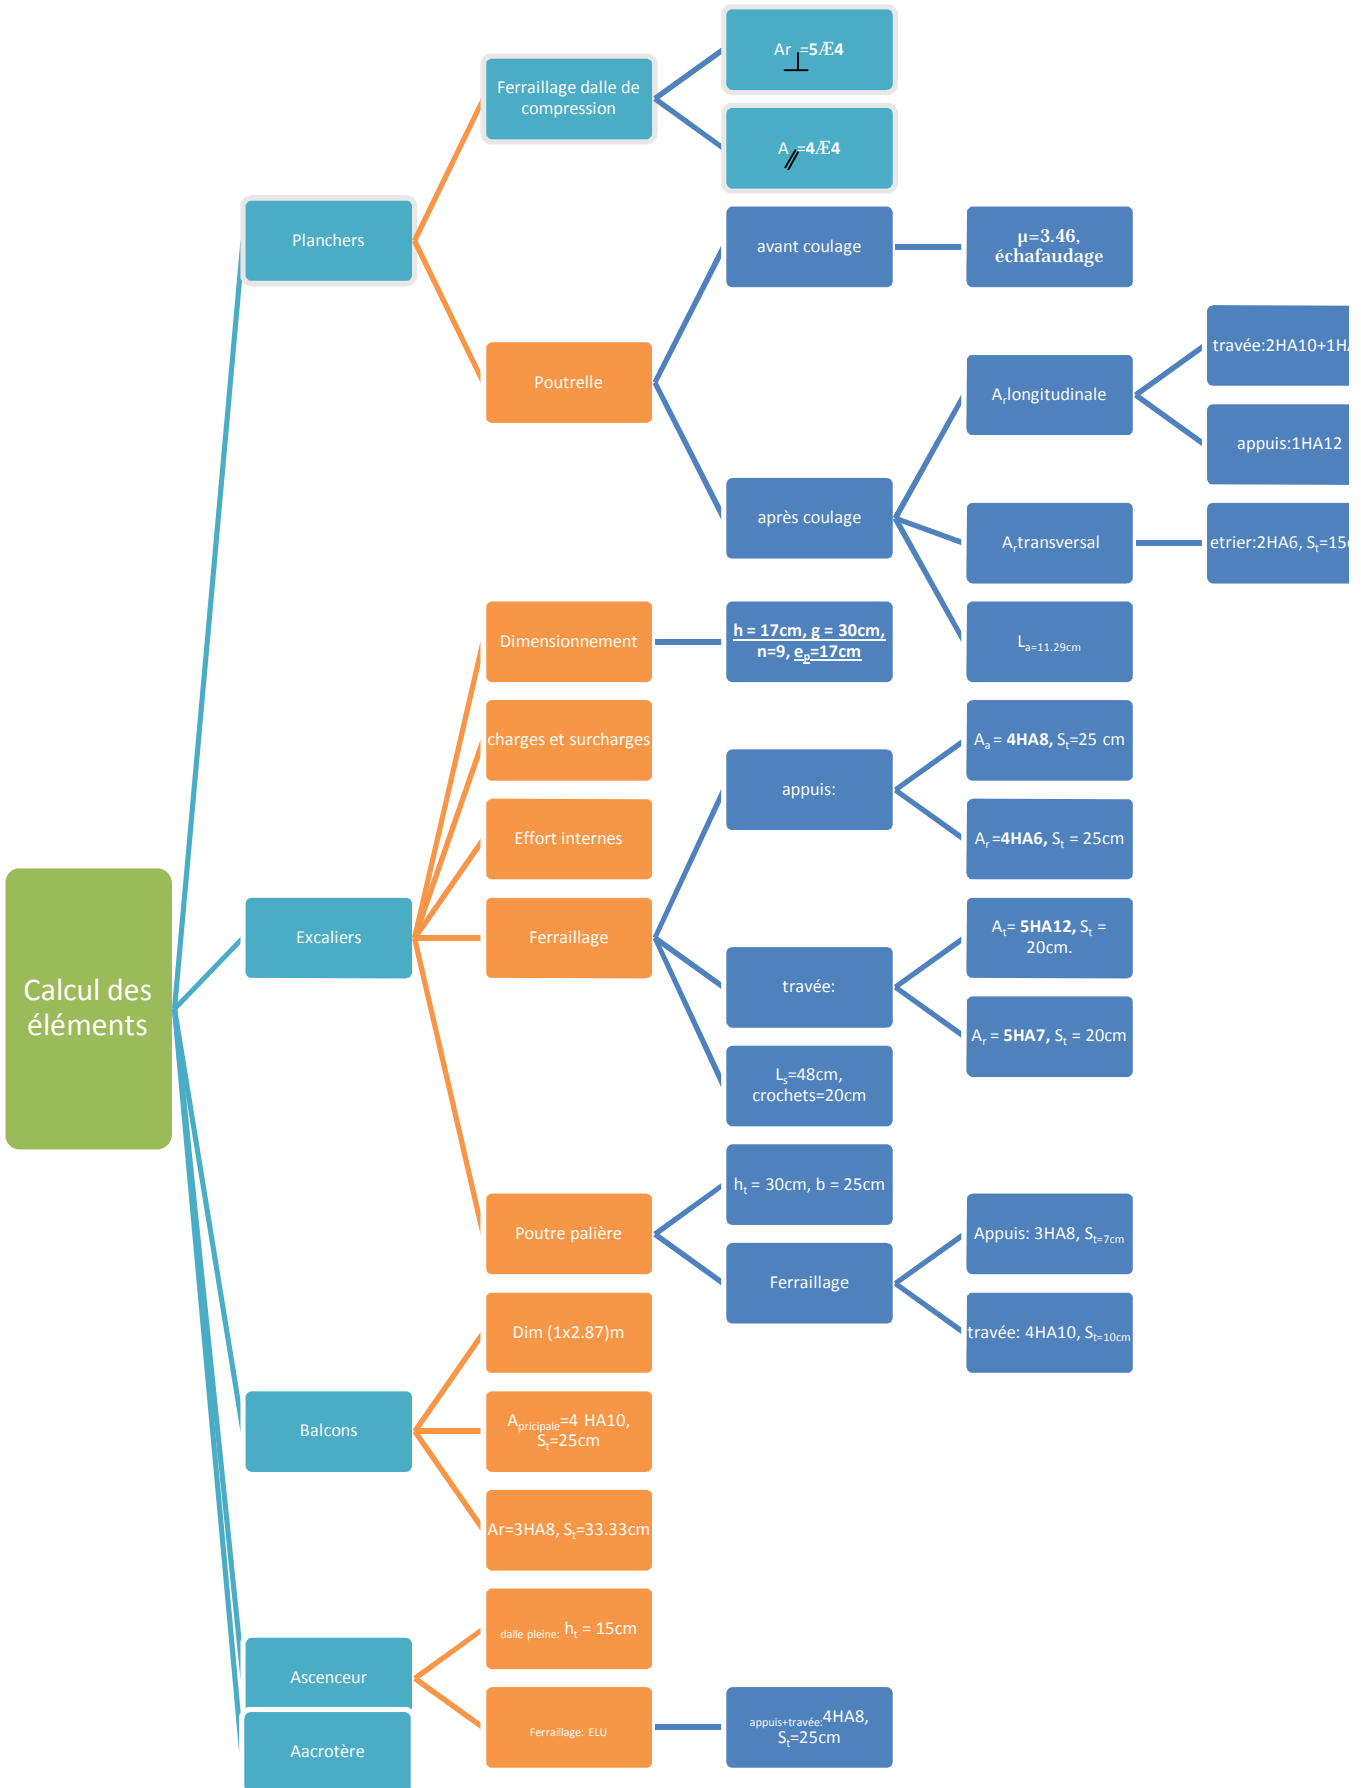 Calcul des
éléments
Planchers
Ferraillage dalle de
compression
Ar ⊥=5Æ4
A //=4Æ4
Poutrelle
avant coulage
μ=3.46,
échafaudage
après coulage
Arlongitudinale
travée:2HA10+1HA
appuis:1HA12
Artransversal
etrier:2HA6, St=15c
La=11.29cm
Excaliers
Dimensionnement
h = 17cm, g = 30cm,
n=9, ep=17cm
charges et surcharges
Effort internes
Ferraillage
appuis:
Aa = 4HA8, St=25 cm
Ar =4HA6, St = 25cm
travée:
At= 5HA12, St =
20cm.
Ar = 5HA7, St = 20cm
Ls=48cm,
crochets=20cm
Poutre palière
ht = 30cm, b = 25cm
Ferraillage
Appuis: 3HA8, St=7cm
travée: 4HA10, St=10cm
Balcons
Dim (1x2.87)m
Apricipale=4 HA10,
St=25cm
Ar=3HA8, St=33.33cm
Ascenceur
dalle pleine: ht = 15cm
Ferraillage: ELU
appuis+travée:4HA8,
St=25cm
Aacrotère